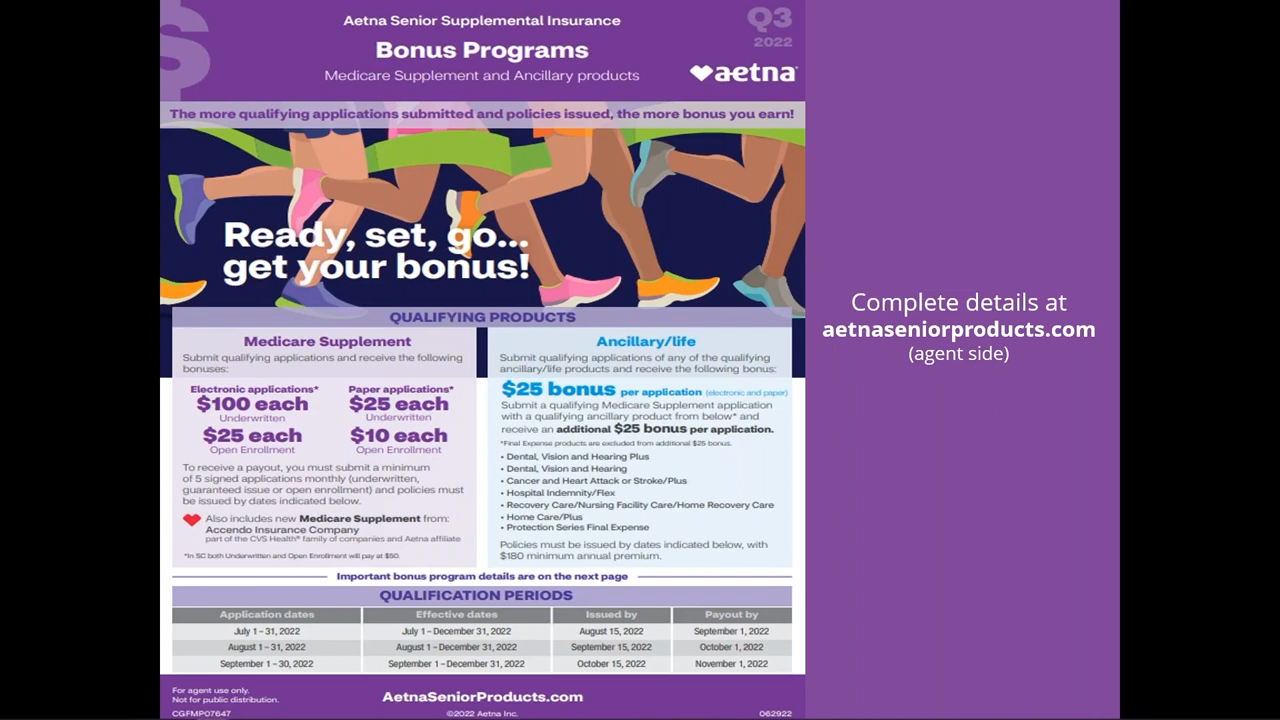 Aetna Senior Supplemental Insurance
Bonus Programs
Medicare Supplement and Ancillary products
Q3
2022
aetna®
The more qualifying applications submitted and policies issued, the more bonus you earn!
Ready, set, go...
get your bonus!
QUALIFYING PRODUCTS
Medicare Supplement
Submit qualifying applications and receive the following
bonuses:
Electronic applications*
$100 each
Underwritten
$25 each
Open Enrollment
Paper applications*
$25 each
Underwritten
$10 each
Open Enrollment
To receive a payout, you must submit a minimum
of 5 signed applications monthly (underwritten,
guaranteed issue or open enrollment) and policies must
be issued by dates indicated below.
Also includes new Medicare Supplement from:
Accendo Insurance Company
part of the CVS Health® family of companies and Aetna affiliate
*In SC both Underwritten and Open Enrollment will pay at $50.
Ancillary/life
Submit qualifying applications of any of the qualifying
ancillary/life products and receive the following bonus:
$25 bonus per application (electronic and paper)
Submit a qualifying Medicare Supplement application
with a qualifying ancillary product from below* and
receive an additional $25 bonus per application.
*Final Expense products are excluded from additional $25 bonus.
• Dental, Vision and Hearing Plus
• Dental, Vision and Hearing
• Cancer and Heart Attack or Stroke/Plus
• Hospital Indemnity/Flex
• Recovery Care/Nursing Facility Care/Home Recovery Care
• Home Care/Plus
• Protection Series Final Expense
Policies must be issued by dates indicated below, with
$180 minimum annual premium.
Important bonus program details are on the next page
QUALIFICATION PERIODS
Application dates Effective dates Issued by Payout by
July 1 – 31, 2022 July 1 – December 31, 2022 August 15, 2022 September 1, 2022
August 1 – 31, 2022 August 1 – December 31, 2022 September 15, 2022 October 1, 2022
September 1 – 30, 2022 September 1 – December 31, 2022 October 15, 2022 November 1, 2022
For agent use only.
Not for public distribution.
CGFMP07647
AetnaSeniorProducts.com
©2022 Aetna Inc.
062922
Complete details at
aetnaseniorproducts.com
(agent side)